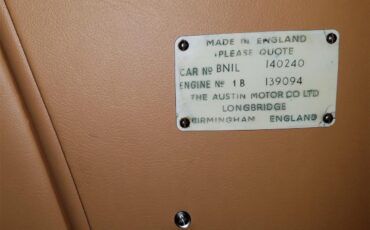 MADE IN ENGLAND
PLEASE QUOTE
CAR Nº BN1L 140240
ENGINE Nº 1B 139094
THE AUSTIN MOTOR CO LTD
LONGBRIDGE
BIRMINGHAM ENGLAND